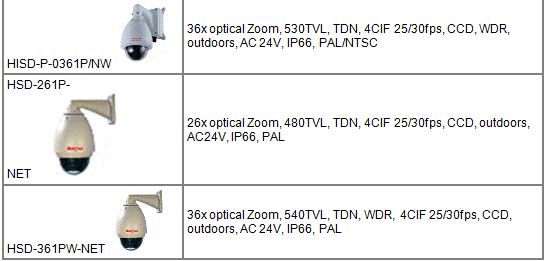 HISD-P-0361P/NW
36x optical Zoom, 530TVL, TDN, 4CIF 25/30fps, CCD, WDR,
outdoors, AC 24V, IP66, PAL/NTSC
HSD-261P-
NET
26x optical Zoom, 480TVL, TDN, 4CIF 25/30fps, CCD, outdoors,
AC24V, IP66, PAL
HSD-361PW-NET
36x optical Zoom, 540TVL, TDN, WDR, 4CIF 25/30fps, CCD,
outdoors, AC 24V, IP66, PAL